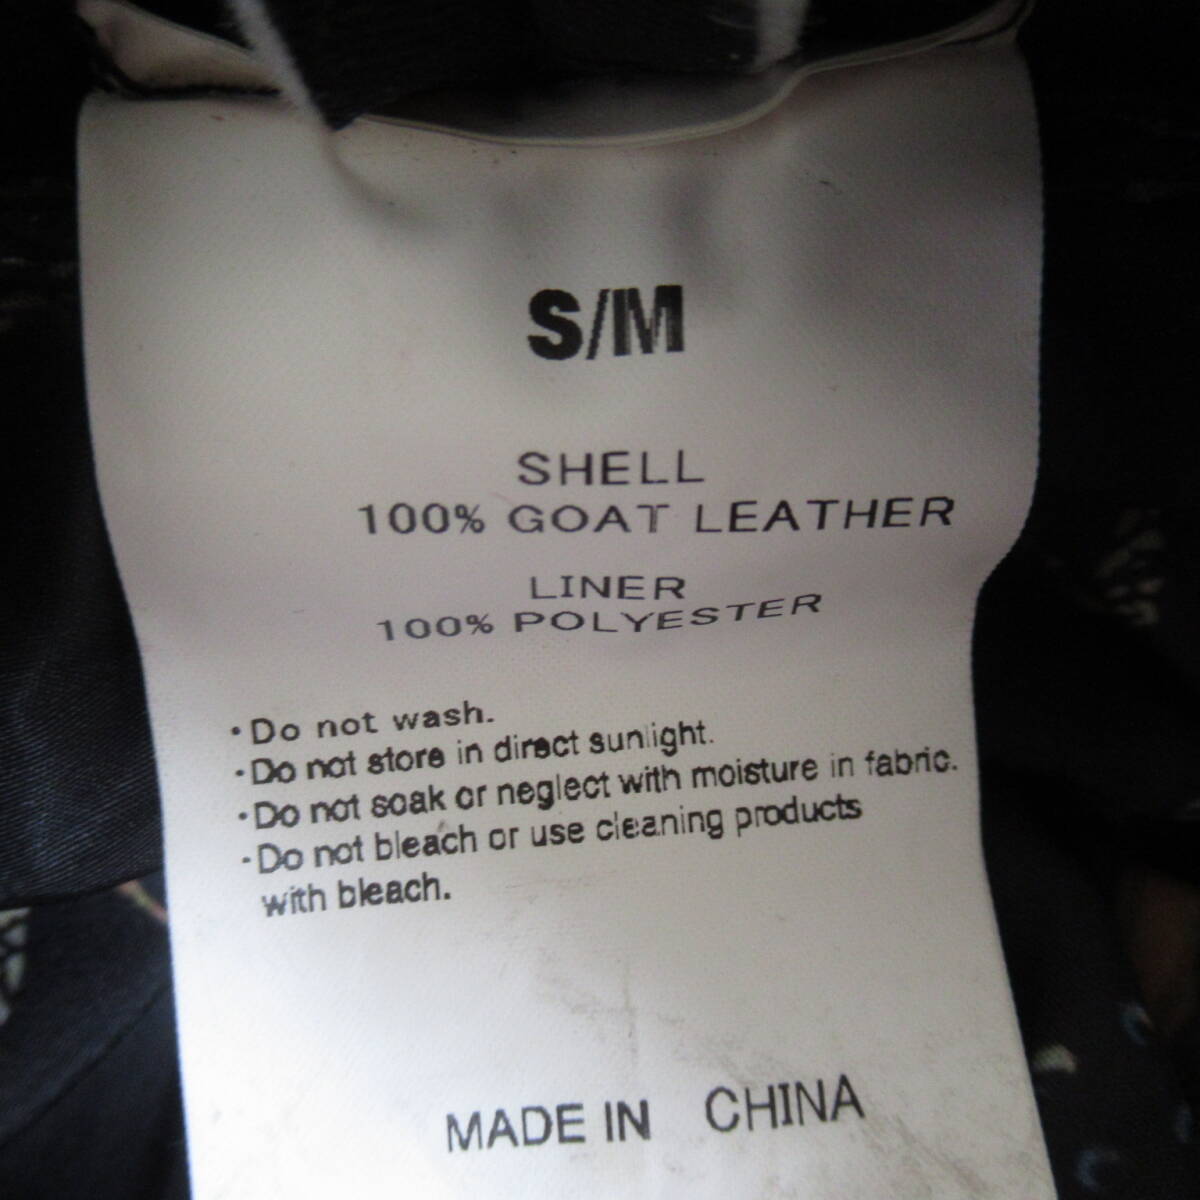 S/M
SHELL
100% GOAT LEATHER
LINER
100% POLYESTER
·Do not wash.
·Do not store in direct sunlight.
·Do not soak or neglect with moisture in fabric.
·Do not bleach or use cleaning products
with bleach.
MADE IN CHINA